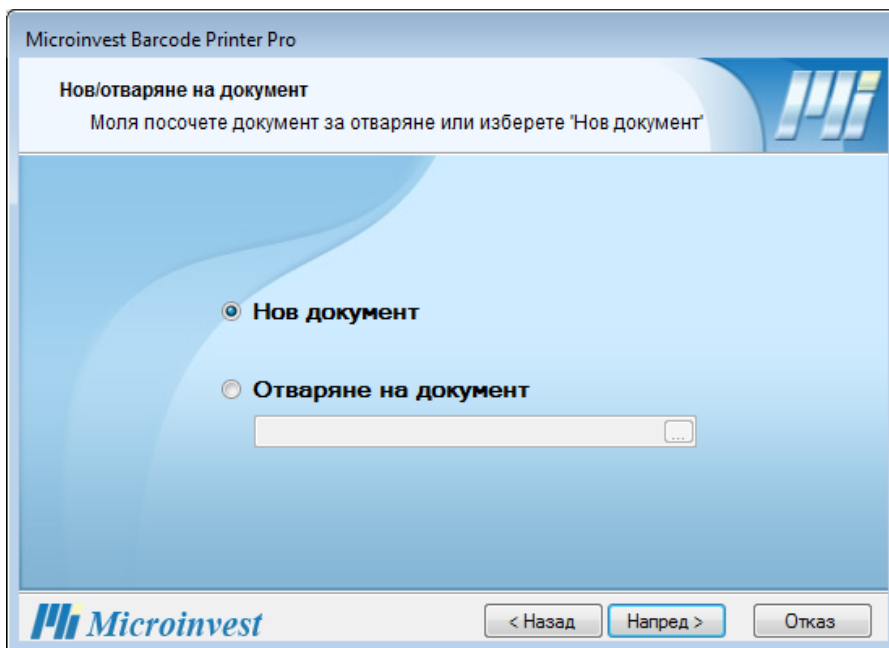 Microinvest Barcode Printer Pro
Нов/отваряне на документ
Моля посочете документ за отваряне или изберете 'Нов документ'
Нов документ
Отваряне на документ
...
Microinvest
< Назад
Напред >
Отказ